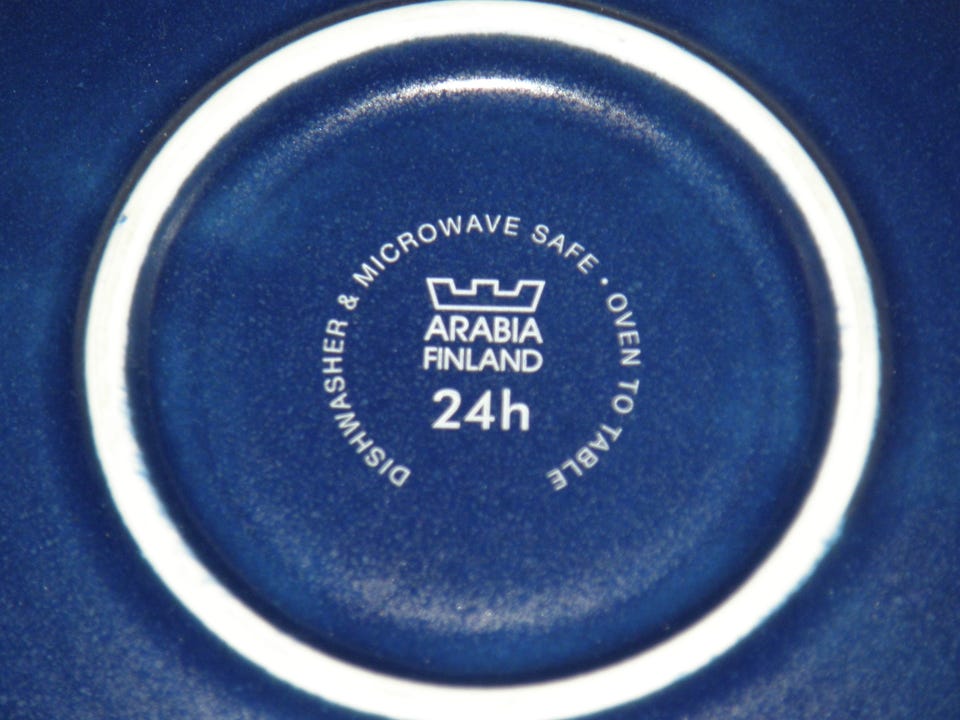 DISHWASHER & MICROWAVE SAFE · OVEN TO TABLE
ARABIA
FINLAND
24h